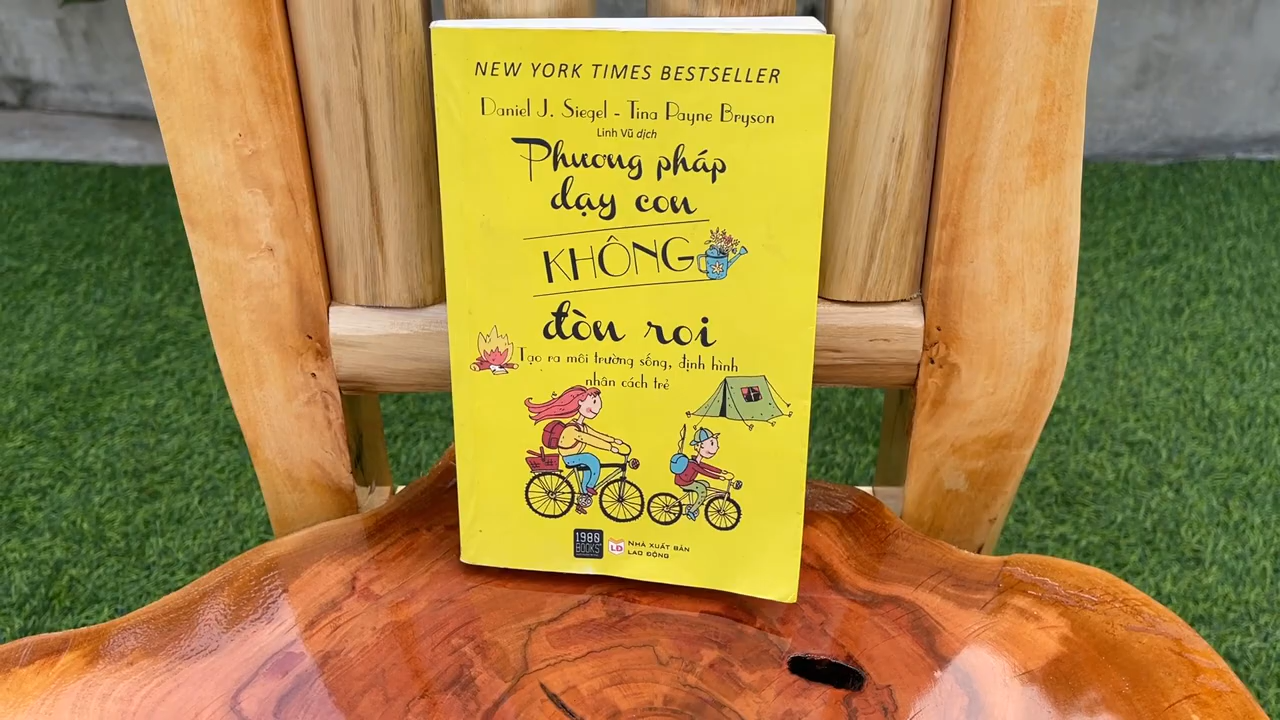 NEW YORK TIMES BESTSELLER
Daniel J. Siegel - Tina Payne Bryson
Linh Vũ dịch
Phương pháp
dạy con
KHÔNG
đòn roi
Tạo ra môi trường sống, định hình
nhân cách trẻ
1980
BOOKS
LD
NHÀ XUẤT BẢN
LAO ĐỘNG